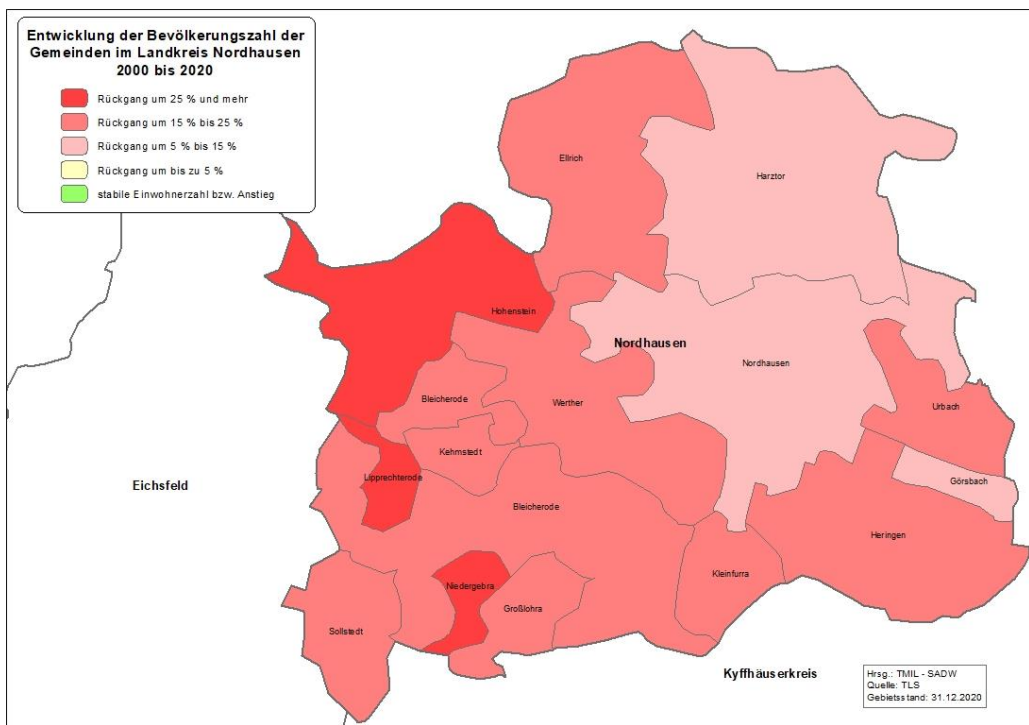 Entwicklung der Bevölkerungszahl der
Gemeinden im Landkreis Nordhausen
2000 bis 2020
Rückgang um 25 % und mehr
Rückgang um 15 % bis 25 %
Rückgang um 5 % bis 15 %
Rückgang um bis zu 5 %
stabile Einwohnerzahl bzw. Anstieg
Ellrich
Harztor
Hohenstein
Nordhausen
Nordhausen
Bleicherode
Werther
Urbach
Kehmstedt
Lipprechterode
Görsbach
Eichsfeld
Bleicherode
Heringen
Kleinfurra
Niedergebra
Großlohra
Sollstedt
Kyffhäuserkreis
Hrsg.: TMIL - SADW
Quelle: TLS
Gebietsstand: 31.12.2020